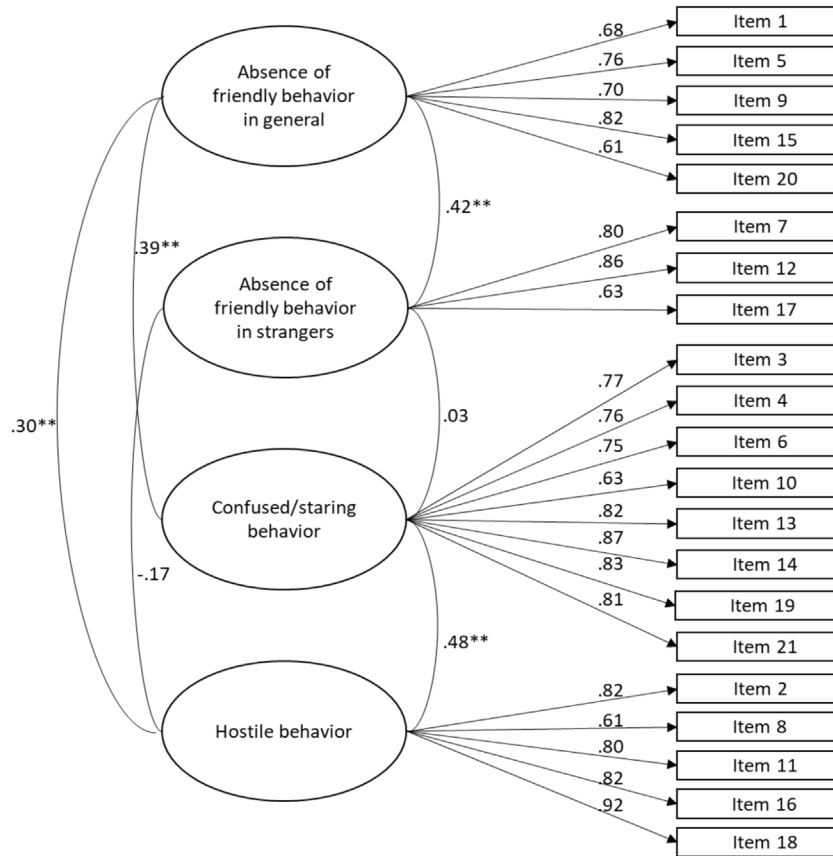 Absence of
friendly behavior
in general
.68
.76
.70
.82
.61
Item 1
Item 5
Item 9
Item 15
Item 20
.42**
.39**
Absence of
friendly behavior
in strangers
.80
.86
.63
Item 7
Item 12
Item 17
.30**
.03
Confused/staring
behavior
.77
.76
.75
.63
.82
.87
.83
.81
Item 3
Item 4
Item 6
Item 10
Item 13
Item 14
Item 19
Item 21
-.17
.48**
Hostile behavior
.82
.61
.80
.82
.92
Item 2
Item 8
Item 11
Item 16
Item 18